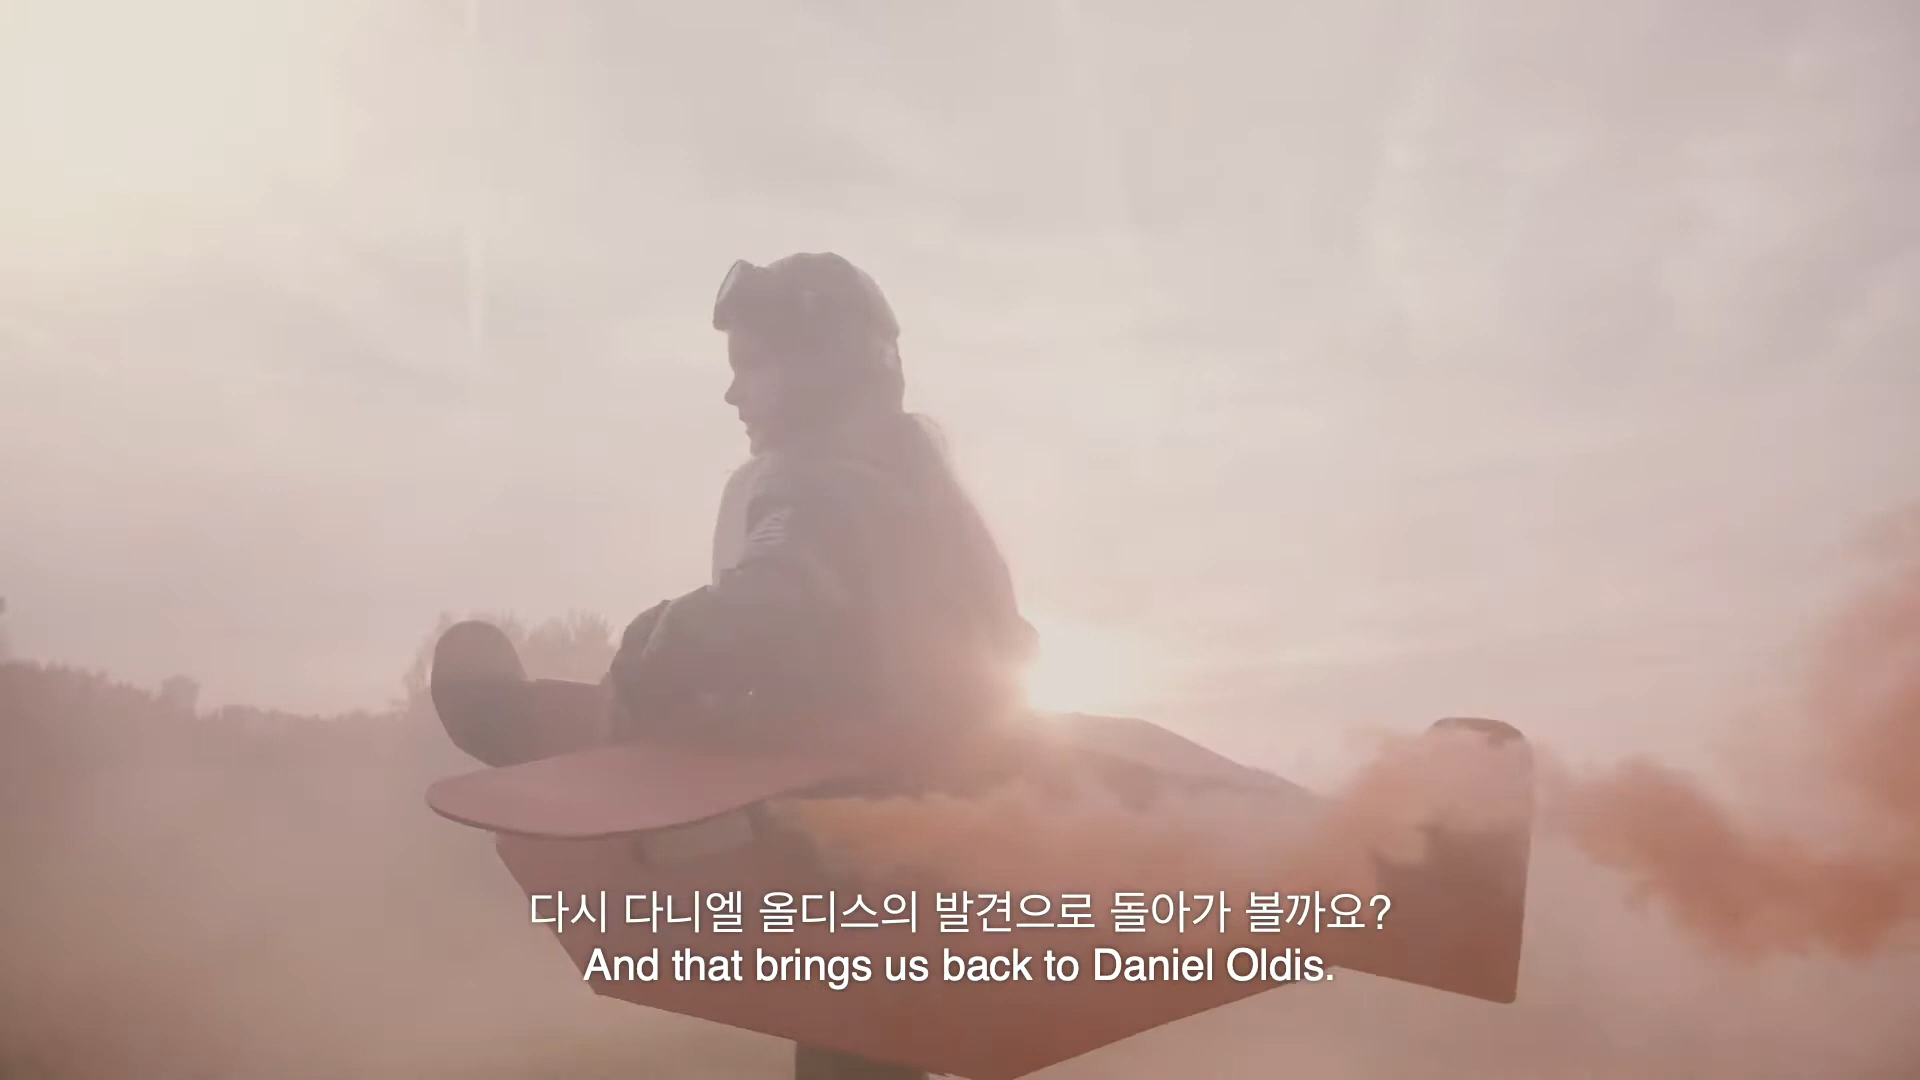 다시 다니엘 올디스의 발견으로 돌아가 볼까요?
And that brings us back to Daniel Oldis.